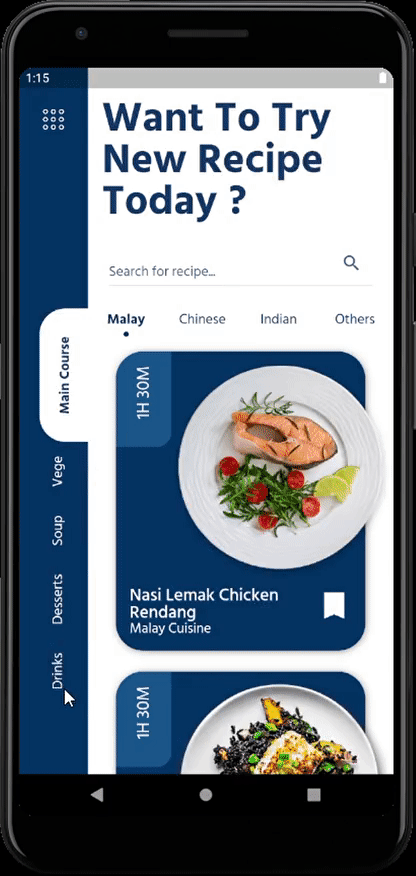 1:15
Want To Try
New Recipe
Today ?
Search for recipe...
Malay Chinese Indian Others
Main Course
Vege
Soup
Desserts
Drinks
1H 30M
Nasi Lemak Chicken
Rendang
Malay Cuisine
1H 30M